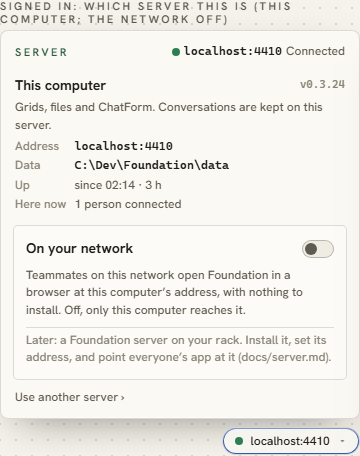 SIGNED IN: WHICH SERVER THIS IS (THIS
COMPUTER; THE NETWORK OFF)
SERVER
localhost:4410 Connected
This computer
v0.3.24
Grids, files and ChatForm. Conversations are kept on this
server.
Address localhost:4410
Data C:\Dev\Foundation\data
Up since 02:14 · 3 h
Here now 1 person connected
On your network
Teammates on this network open Foundation in a
browser at this computer's address, with nothing to
install. Off, only this computer reaches it.
Later: a Foundation server on your rack. Install it, set its
address, and point everyone's app at it (docs/server.md).
Use another server ›
localhost:4410